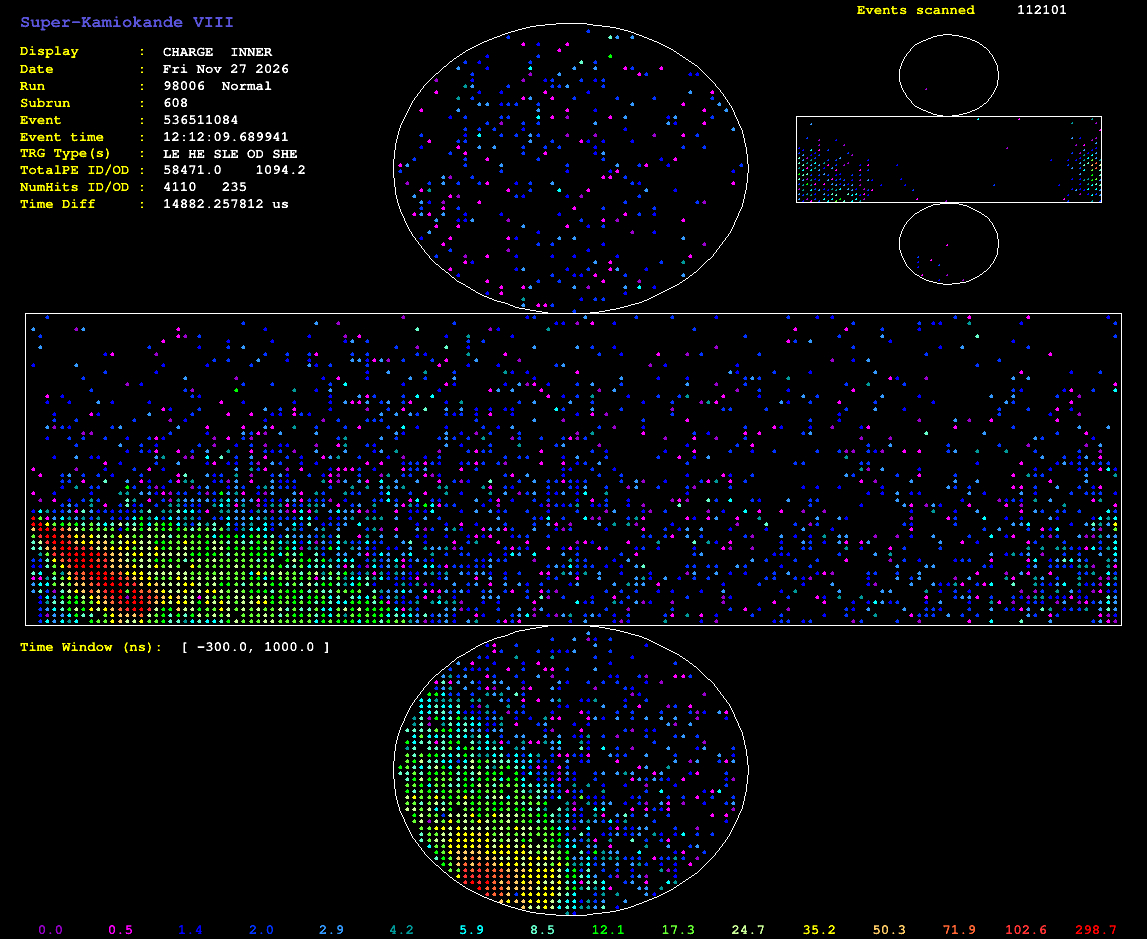 Super-Kamiokande VIII
Events scanned 112101
Display : CHARGE INNER
Date : Fri Nov 27 2026
Run : 98006 Normal
Subrun : 608
Event : 536511084
Event time : 12:12:09.689941
TRG Type(s) : LE HE SLE OD SHE
TotalPE ID/OD : 58471.0 1094.2
NumHits ID/OD : 4110 235
Time Diff : 14882.257812 us
Time Window (ns): [ -300.0, 1000.0 ]
0.0 0.5 1.4 2.0 2.9 4.2 5.9 8.5 12.1 17.3 24.7 35.2 50.3 71.9 102.6 298.7